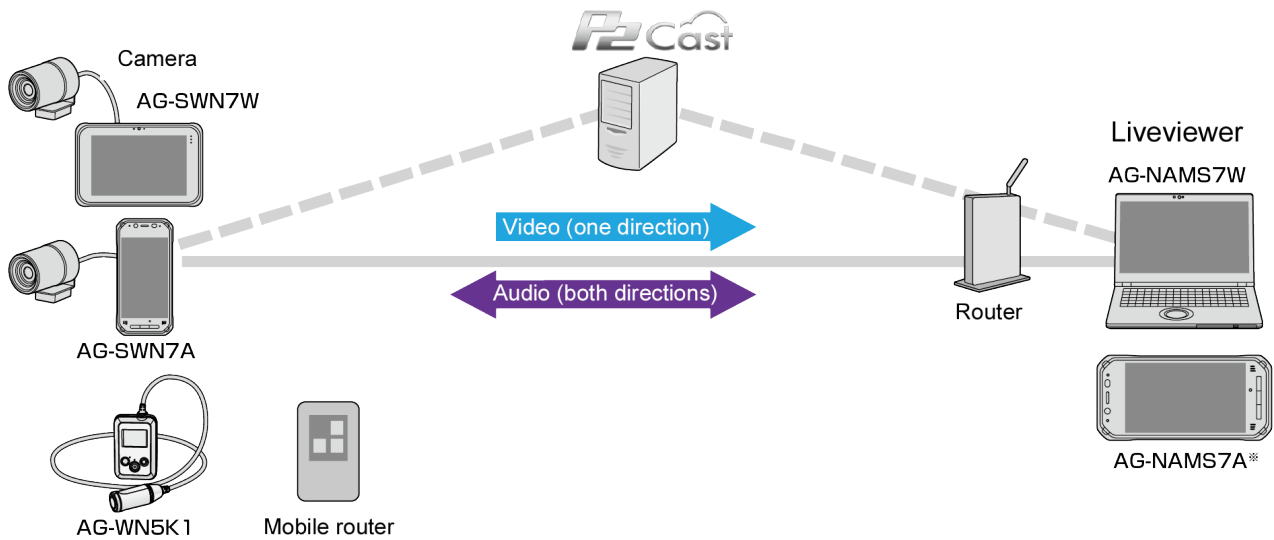 P2 Cast
Camera
AG-SWN7W
Liveviewer
AG-NAMS7W
Video (one direction)
Audio (both directions)
Router
AG-SWN7A
AG-NAMS7A※
AG-WN5K1
Mobile router